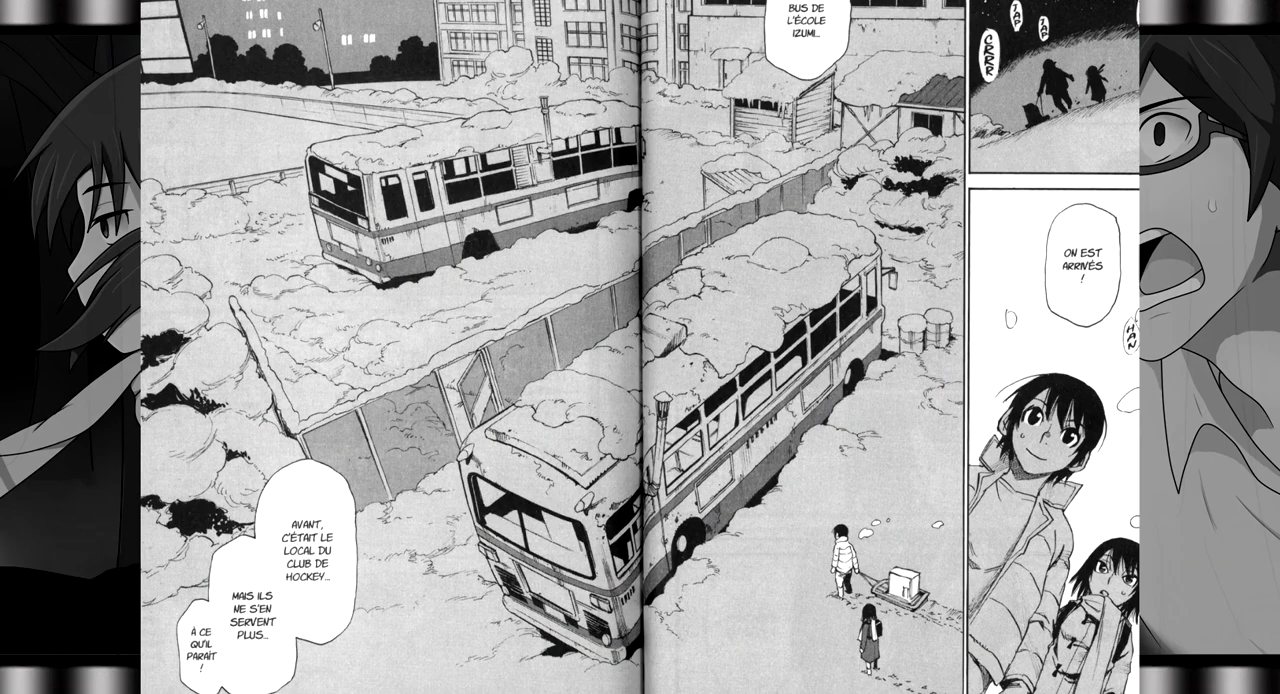 TAP
TAP
CRRR
ON EST
ARRIVÉS
!
HAN
BUS DE
L'ÉCOLE
IZUMI...
AVANT,
C'ÉTAIT LE
LOCAL DU
CLUB DE
HOCKEY...
MAIS ILS
NE S'EN
SERVENT
PLUS...
À CE
QU'IL
PARAÎT
!